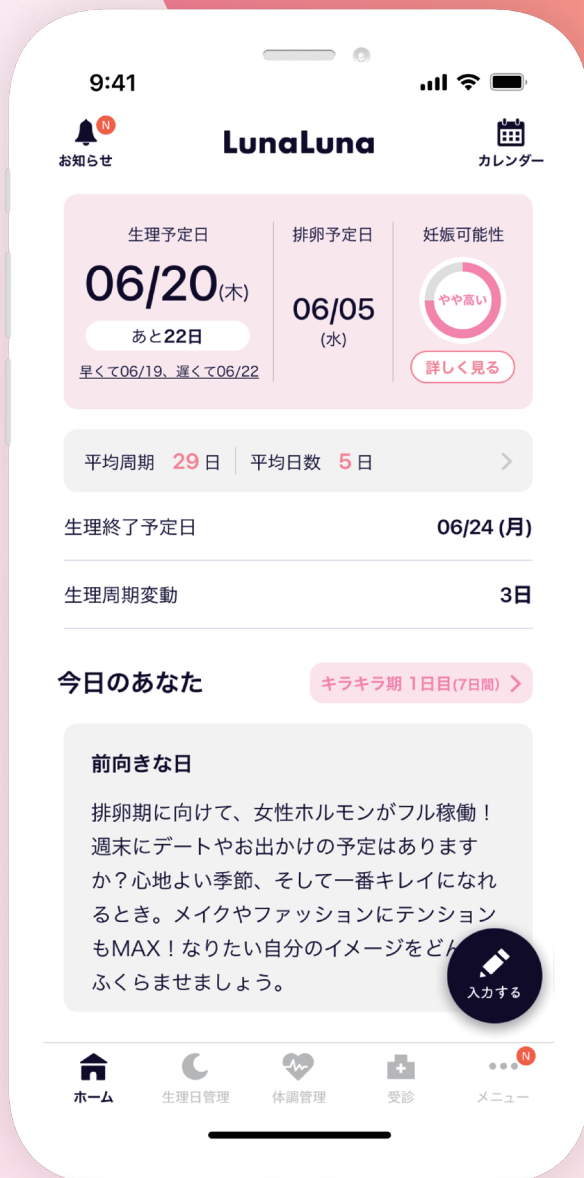 9:41
N
お知らせ
LunaLuna
カレンダー
生理予定日
06/20(木)
あと22日
早くて06/19、遅くて06/22
排卵予定日
06/05
(水)
妊娠可能性
やや高い
詳しく見る
平均周期 29日 平均日数 5日
生理終了予定日 06/24 (月)
生理周期変動 3日
今日のあなた
キラキラ期 1日目(7日間)
前向きな日
排卵期に向けて、女性ホルモンがフル稼働！
週末にデートやお出かけの予定はあります
か？心地よい季節、そして一番キレイになれ
るとき。メイクやファッションにテンション
もMAX！なりたい自分のイメージをどん
ふくらませましょう。
入力する
ホーム
生理日管理
体調管理
受診
N
メニュー